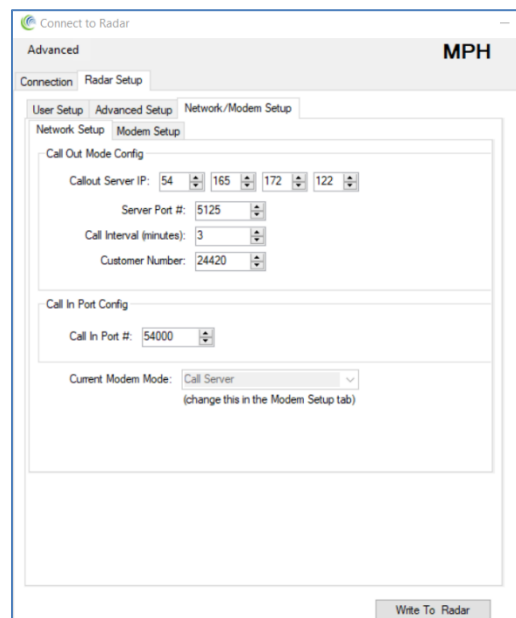 Connect to Radar
Advanced MPH
Connection Radar Setup
User Setup Advanced Setup Network/Modem Setup
Network Setup Modem Setup
Call Out Mode Config
Callout Server IP: 54 165 172 122
Server Port #: 5125
Call Interval (minutes): 3
Customer Number: 24420
Call In Port Config
Call In Port #: 54000
Current Modem Mode: Call Server
(change this in the Modem Setup tab)
Write To Radar